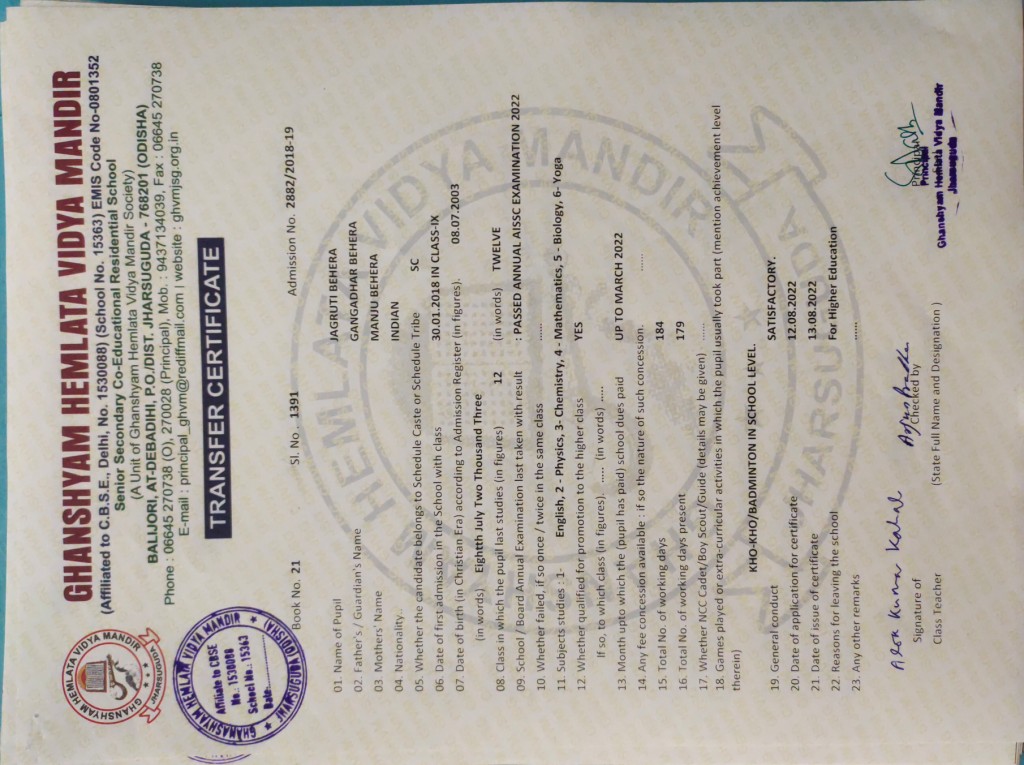 GHANSHYAM HEMLATA VIDYA MANDIR
(Affiliated to C.B.S.E., Delhi, No. 1530088) (School No. 15363) EMIS Code No-0801352
Senior Secondary Co-Educational Residential School
(A Unit of Ghanshyam Hemlata Vidya Mandir Society)
BALIJORI, AT-DEBADIHI, P.O./DIST. JHARSUGUDA - 768201 (ODISHA)
Phone : 06645 270738 (O), 270028 (Principal), Mob. : 9437134039, Fax : 06645 270738
E-mail : principal_ghvm@rediffmail.com | website : ghvmjsg.org.in
GHANSHYAM HEMLATA VIDYA MANDIR
JHARSUGUDA
GHANASHYAM HEMLATA VIDYA MANDIR
Affiliate to CBSE
No.: 1530088
School No.: 15363
Date
JHARSUGUDA (ODISHA)
TRANSFER CERTIFICATE
Book No. 21 Sl. No. 1391 Admission No. 2882/2018-19
01. Name of Pupil JAGRUTI BEHERA
02. Father's / Guardian's Name GANGADHAR BEHERA
03. Mothers' Name MANJU BEHERA
04. Nationality.. INDIAN
05. Whether the candidate belongs to Schedule Caste or Schedule Tribe SC
06. Date of first admission in the School with class 30.01.2018 IN CLASS-IX
07. Date of birth (in Christian Era) according to Admission Register (in figures). 08.07.2003
(in words) Eightth July Two Thousand Three
08. Class in which the pupil last studies (in figures) 12 (in words) TWELVE
09. School / Board Annual Examination last taken with result : PASSED ANNUAL AISSC EXAMINATION 2022
10. Whether failed, if so once / twice in the same class ......
11. Subjects studies : 1- English, 2 - Physics, 3- Chemistry, 4 - Mathematics, 5 - Biology, 6- Yoga
12. Whether qualified for promotion to the higher class YES
If so, to which class (in figures). ...... (in words) ......
13. Month upto which the (pupil has paid) school dues paid UP TO MARCH 2022
14. Any fee concession available : if so the nature of such concession. ......
15. Total No. of working days 184
16. Total No. of working days present 179
17. Whether NCC Cadet/Boy Scout/Guide (details may be given) ......
18. Games played or extra-curricular activities in which the pupil usually took part (mention achievement level
therein) KHO-KHO/BADMINTON IN SCHOOL LEVEL.
19. General conduct SATISFACTORY.
20. Date of application for certificate 12.08.2022
21. Date of issue of certificate 13.08.2022
22. Reasons for leaving the school For Higher Education
23. Any other remarks ......
HEMLATA VIDYA MANDIR
JHARSUGUDA
Signature of
Class Teacher
Checked by
(State Full Name and Designation )
Principal
Principal
Ghanshyam Hemlata Vidya Mandir
Jharsuguda